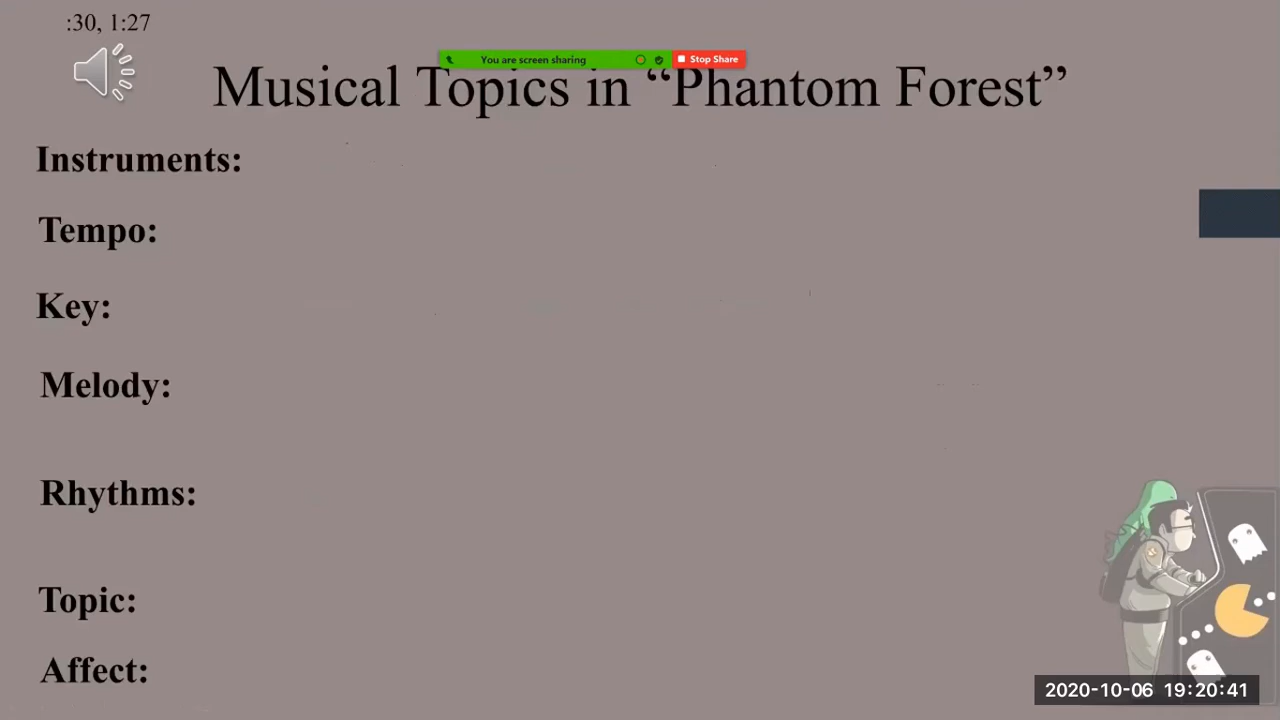 :30, 1:27
You are screen sharing
Stop Share
Musical Topics in “Phantom Forest”
Instruments:
Tempo:
Key:
Melody:
Rhythms:
Topic:
Affect:
2020-10-06 19:20:41